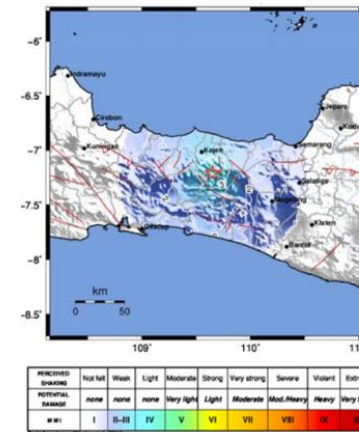 -6°
Indramayu
Cirebon
Kuningan
Kajen
Semarang
Salatiga
Magelang
Klaten
Bantul
Cilacap
-6.5°
-7°
-7.5°
-8°
-8.5°
km
0 50
109° 110°
PERCEIVED SHAKING Not felt Weak Light Moderate Strong Very strong Severe Violent
POTENTIAL DAMAGE none none none Very light Light Moderate Mod./Heavy Heavy
MMI I II–III IV V VI VII VIII IX